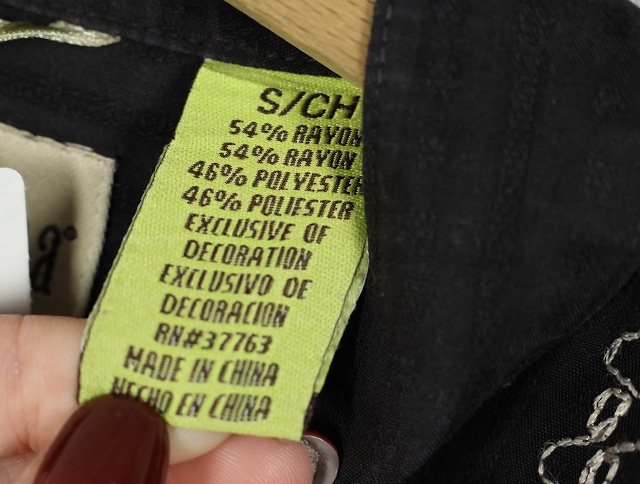 S/CH
54% RAYON
54% RAYON
46% POLYESTER
46% POLIESTER
EXCLUSIVE OF
DECORATION
EXCLUSIVO DE
DECORACION
RN#37763
MADE IN CHINA
HECHO EN CHINA